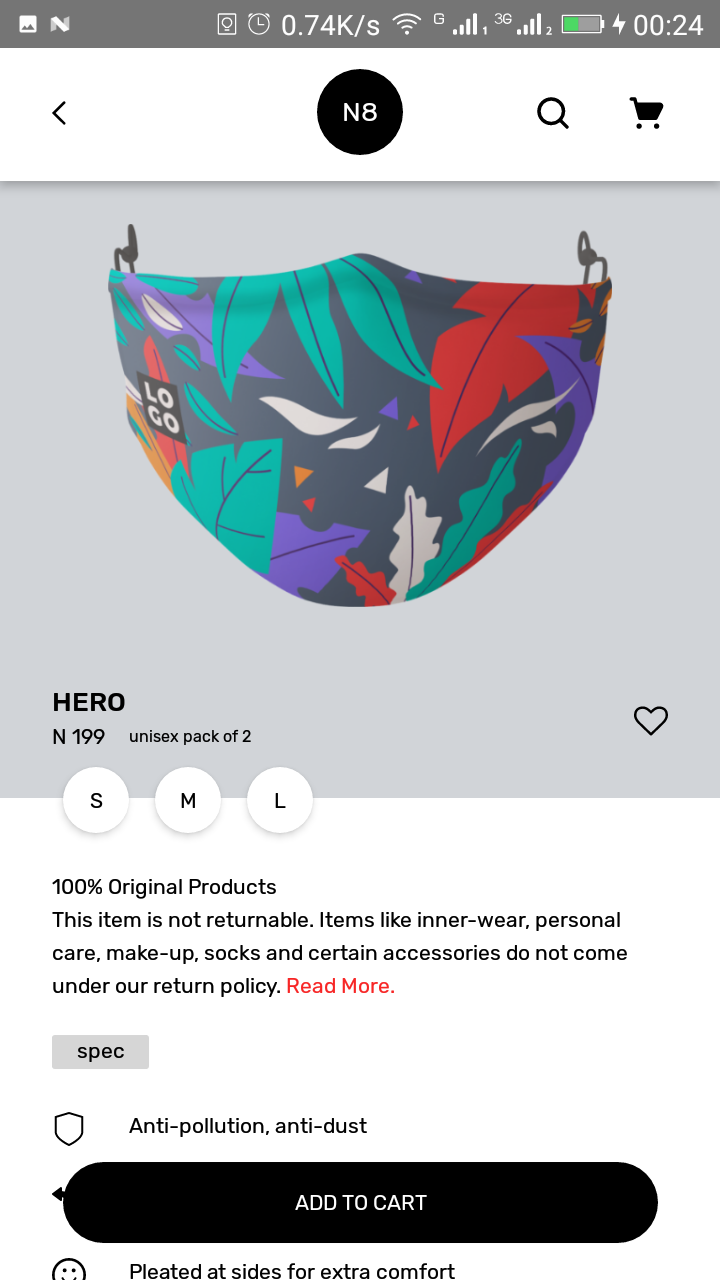 0.74K/s G 1 3G 2 00:24
N8
LO
GO
HERO
N 199 unisex pack of 2
S M L
100% Original Products
This item is not returnable. Items like inner-wear, personal
care, make-up, socks and certain accessories do not come
under our return policy. Read More.
spec
Anti-pollution, anti-dust
ADD TO CART
Pleated at sides for extra comfort